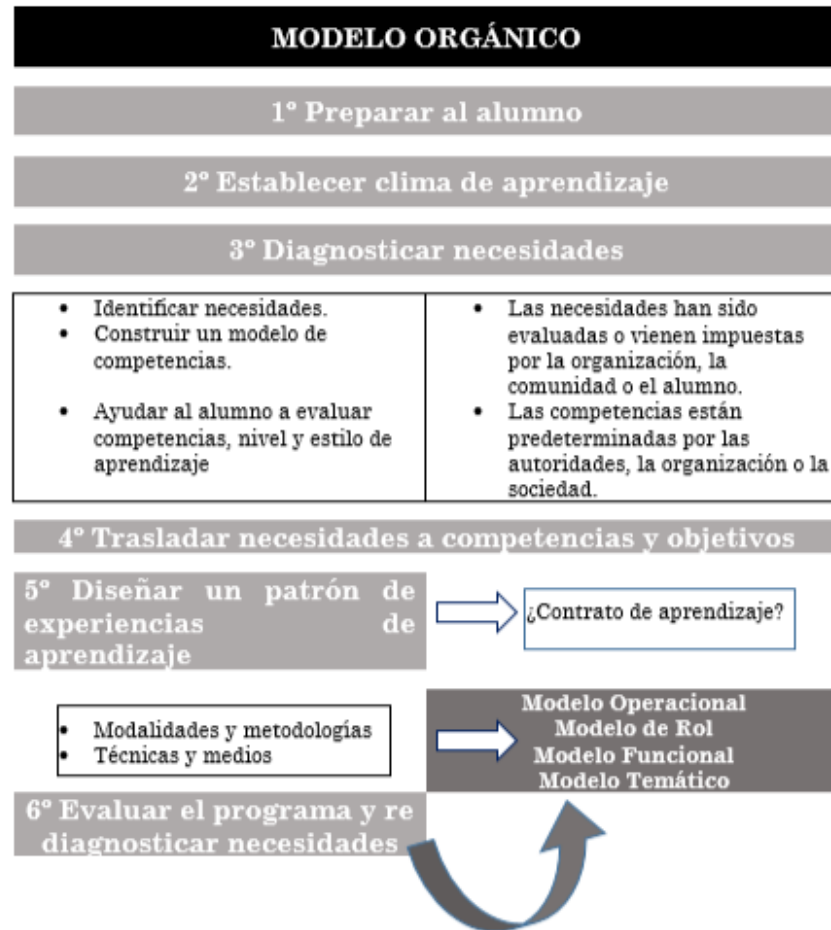 MODELO ORGÁNICO
1º Preparar al alumno
2º Establecer clima de aprendizaje
3º Diagnosticar necesidades
• Identificar necesidades.
• Construir un modelo de
competencias.
• Ayudar al alumno a evaluar
competencias, nivel y estilo de
aprendizaje
• Las necesidades han sido
evaluadas o vienen impuestas
por la organización, la
comunidad o el alumno.
• Las competencias están
predeterminadas por las
autoridades, la organización o la
sociedad.
4º Trasladar necesidades a competencias y objetivos
5º Diseñar un patrón de
experiencias de
aprendizaje
¿Contrato de aprendizaje?
• Modalidades y metodologías
• Técnicas y medios
Modelo Operacional
Modelo de Rol
Modelo Funcional
Modelo Temático
6º Evaluar el programa y re
diagnosticar necesidades